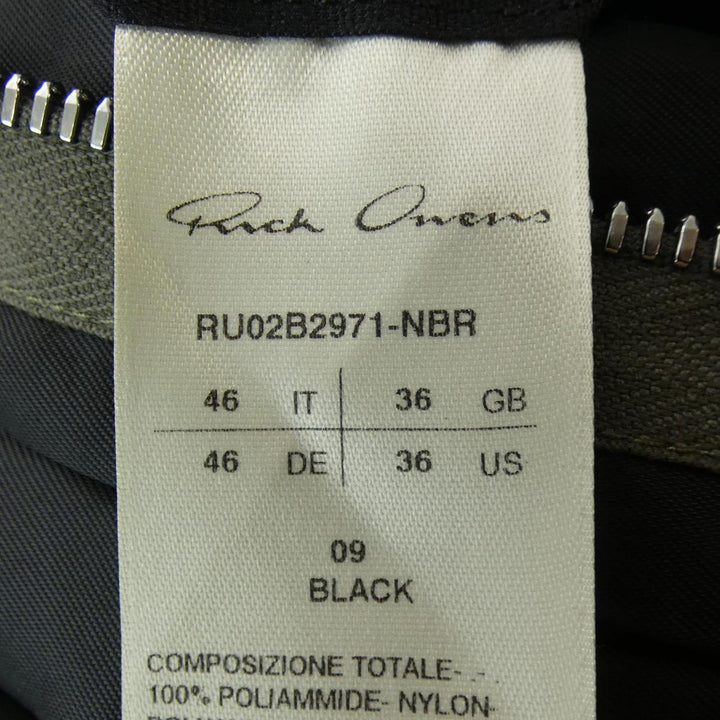 Rick Owens
RU02B2971-NBR
46 IT 36 GB
46 DE 36 US
09
BLACK
COMPOSIZIONE TOTALE-
100% POLIAMMIDE- NYLON-